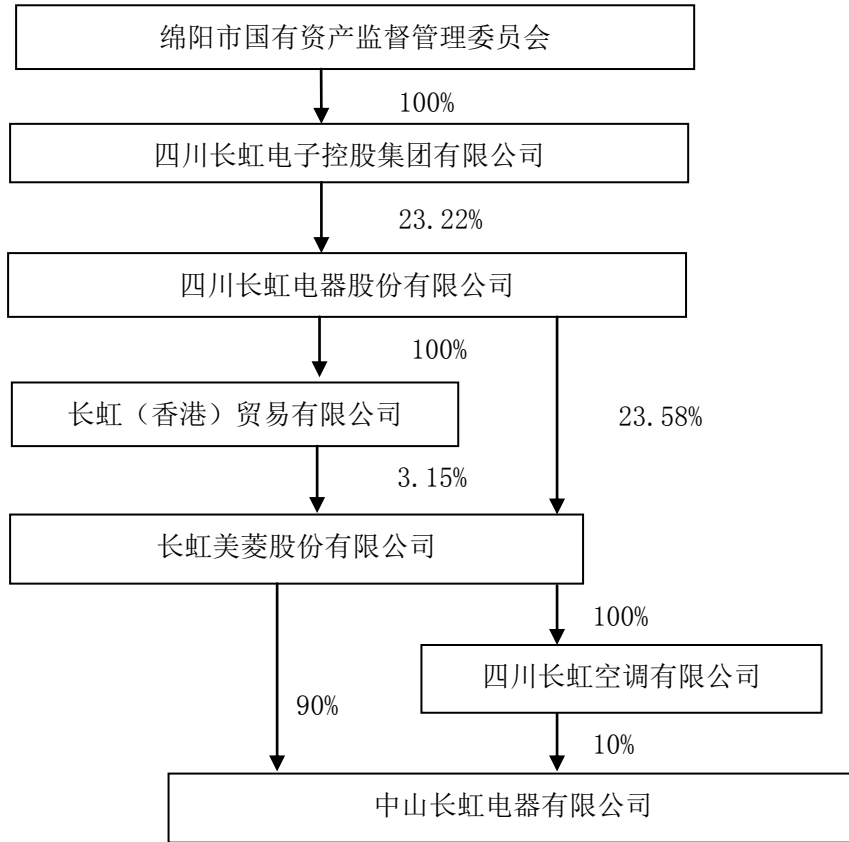 绵阳市国有资产监督管理委员会
100%
四川长虹电子控股集团有限公司
23.22%
四川长虹电器股份有限公司
100%
长虹（香港）贸易有限公司
23.58%
3.15%
长虹美菱股份有限公司
100%
四川长虹空调有限公司
90%
10%
中山长虹电器有限公司